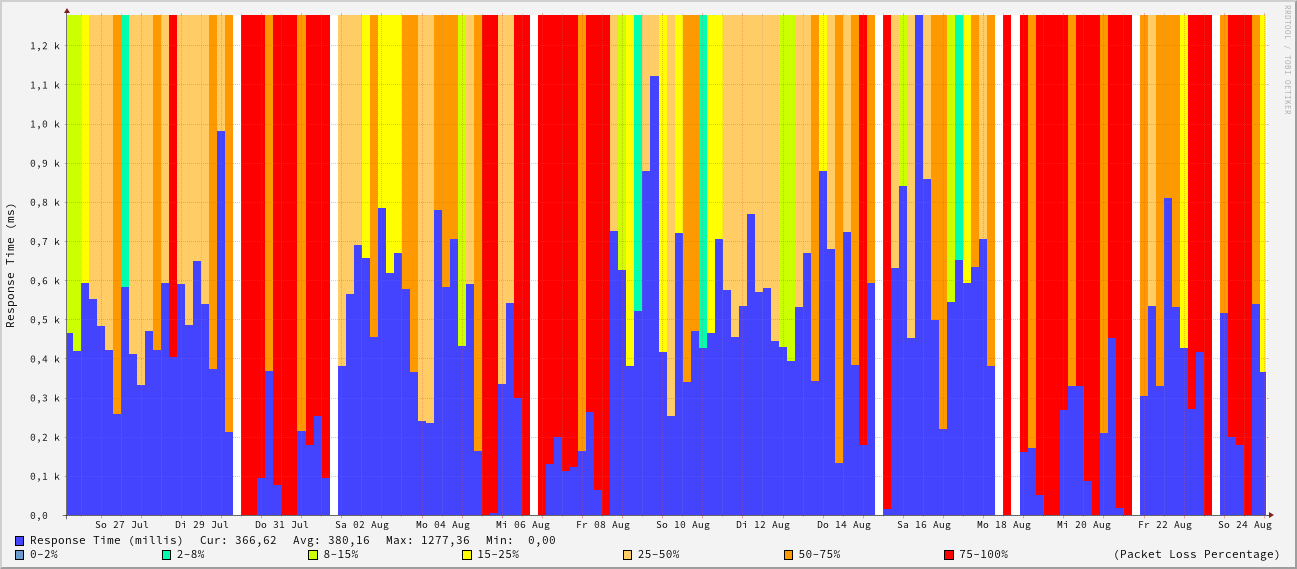 RRDTOOL / TOBI OETIKER
Response Time (ms)
1,2 k
1,1 k
1,0 k
0,9 k
0,8 k
0,7 k
0,6 k
0,5 k
0,4 k
0,3 k
0,2 k
0,1 k
0,0
So 27 Jul Di 29 Jul Do 31 Jul Sa 02 Aug Mo 04 Aug Mi 06 Aug Fr 08 Aug So 10 Aug Di 12 Aug Do 14 Aug Sa 16 Aug Mo 18 Aug Mi 20 Aug Fr 22 Aug So 24 Aug
Response Time (millis) Cur: 366,62 Avg: 380,16 Max: 1277,36 Min: 0,00
0-2% 2-8% 8-15% 15-25% 25-50% 50-75% 75-100% (Packet Loss Percentage)